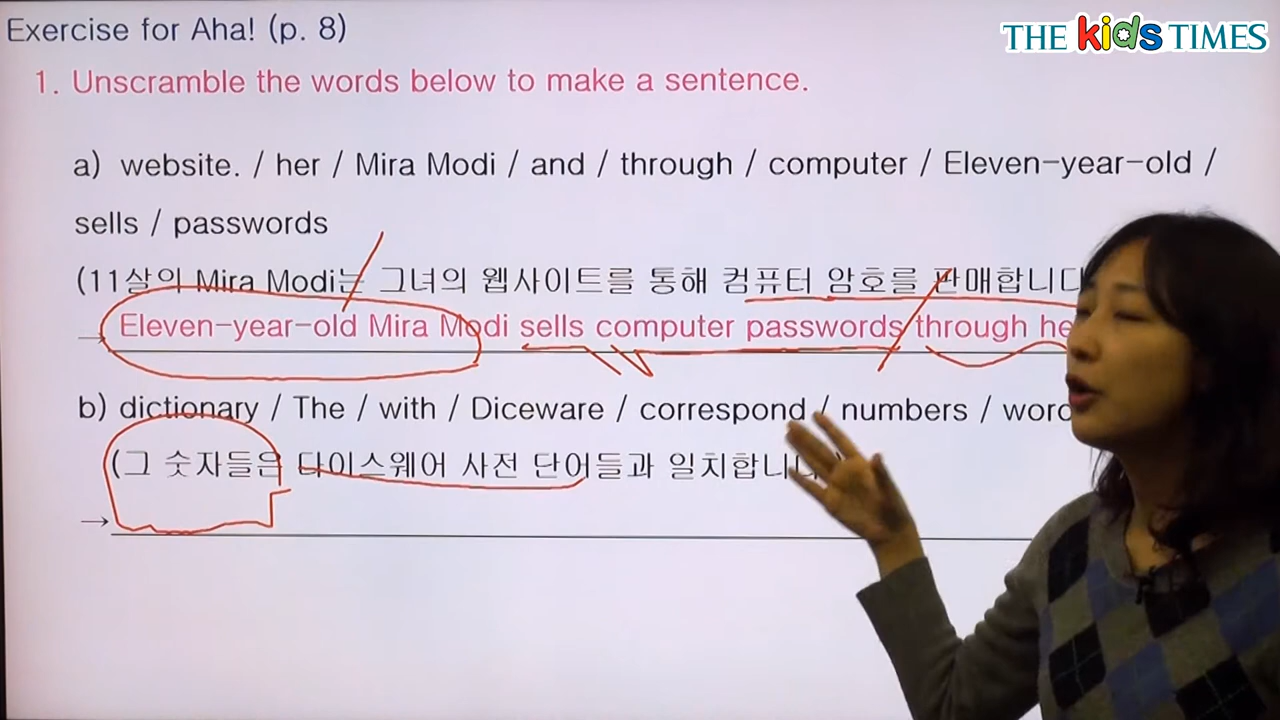 Exercise for Aha! (p. 8)
THE kids TIMES
1. Unscramble the words below to make a sentence.
a) website. / her / Mira Modi / and / through / computer / Eleven-year-old /
sells / passwords
(11살의 Mira Modi는 그녀의 웹사이트를 통해 컴퓨터 암호를 판매합니다
→ Eleven-year-old Mira Modi sells computer passwords through
b) dictionary / The / with / Diceware / correspond / numbers /
(그 숫자들은 다이스웨어 사전 단어들과 일치합니다
→